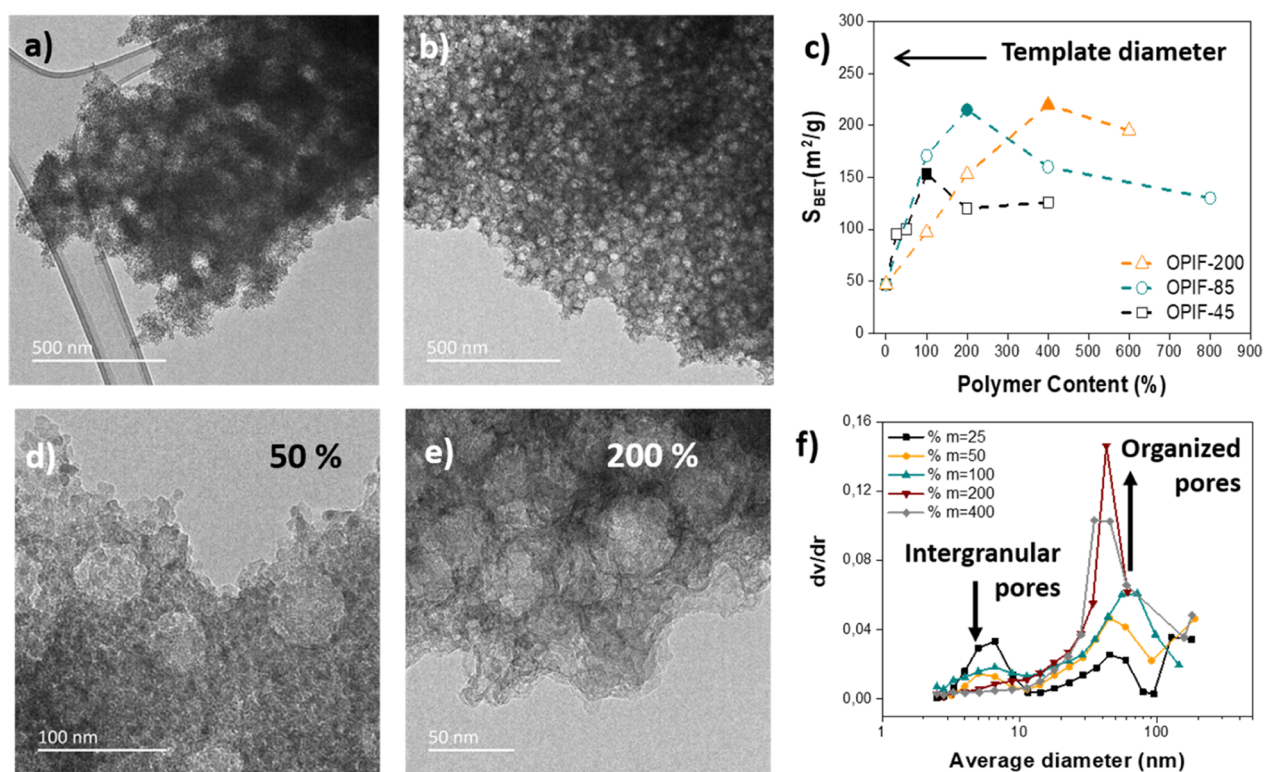 a)
500 nm
b)
500 nm
c)
Template diameter
300
250
200
150
100
50
0
S_BET (m²/g)
OPIF-200
OPIF-85
OPIF-45
0 100 200 300 400 500 600 700 800 900
Polymer Content (%)
d)
50 %
100 nm
e)
200 %
50 nm
f)
0,16
0,12
0,08
0,04
0,00
dv/dr
% m=25
% m=50
% m=100
% m=200
% m=400
Organized
pores
Intergranular
pores
1 10 100
Average diameter (nm)